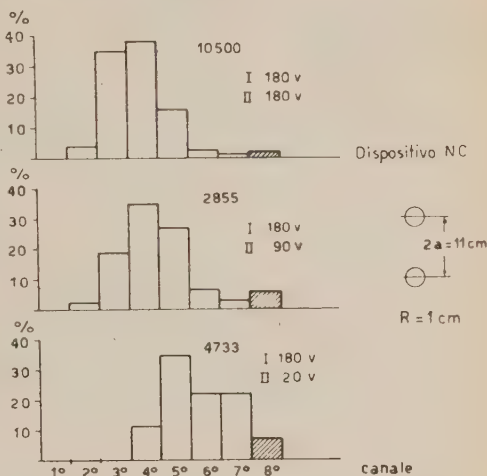 %
40
30
20
10
10500
I 180 v
II 180 v
Dispositivo NC
%
40
30
20
10
2855
I 180 v
II 90 v
2a = 11 cm
R = 1 cm
%
40
30
20
10
4733
I 180 v
II 20 v
1° 2° 3° 4° 5° 6° 7° 8° canale